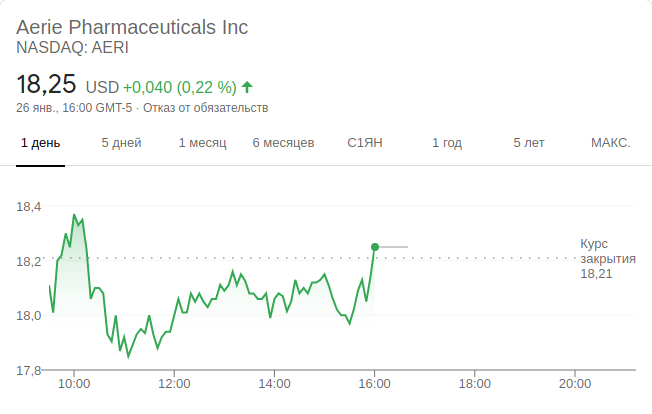 Aerie Pharmaceuticals Inc
NASDAQ: AERI
18,25 USD +0,040 (0,22 %)
26 янв., 16:00 GMT-5 · Отказ от обязательств
1 день 5 дней 1 месяц 6 месяцев С1ЯН 1 год 5 лет МАКС.
18,4
18,2
18,0
17,8
Курс
закрытия
18,21
10:00 12:00 14:00 16:00 18:00 20:00